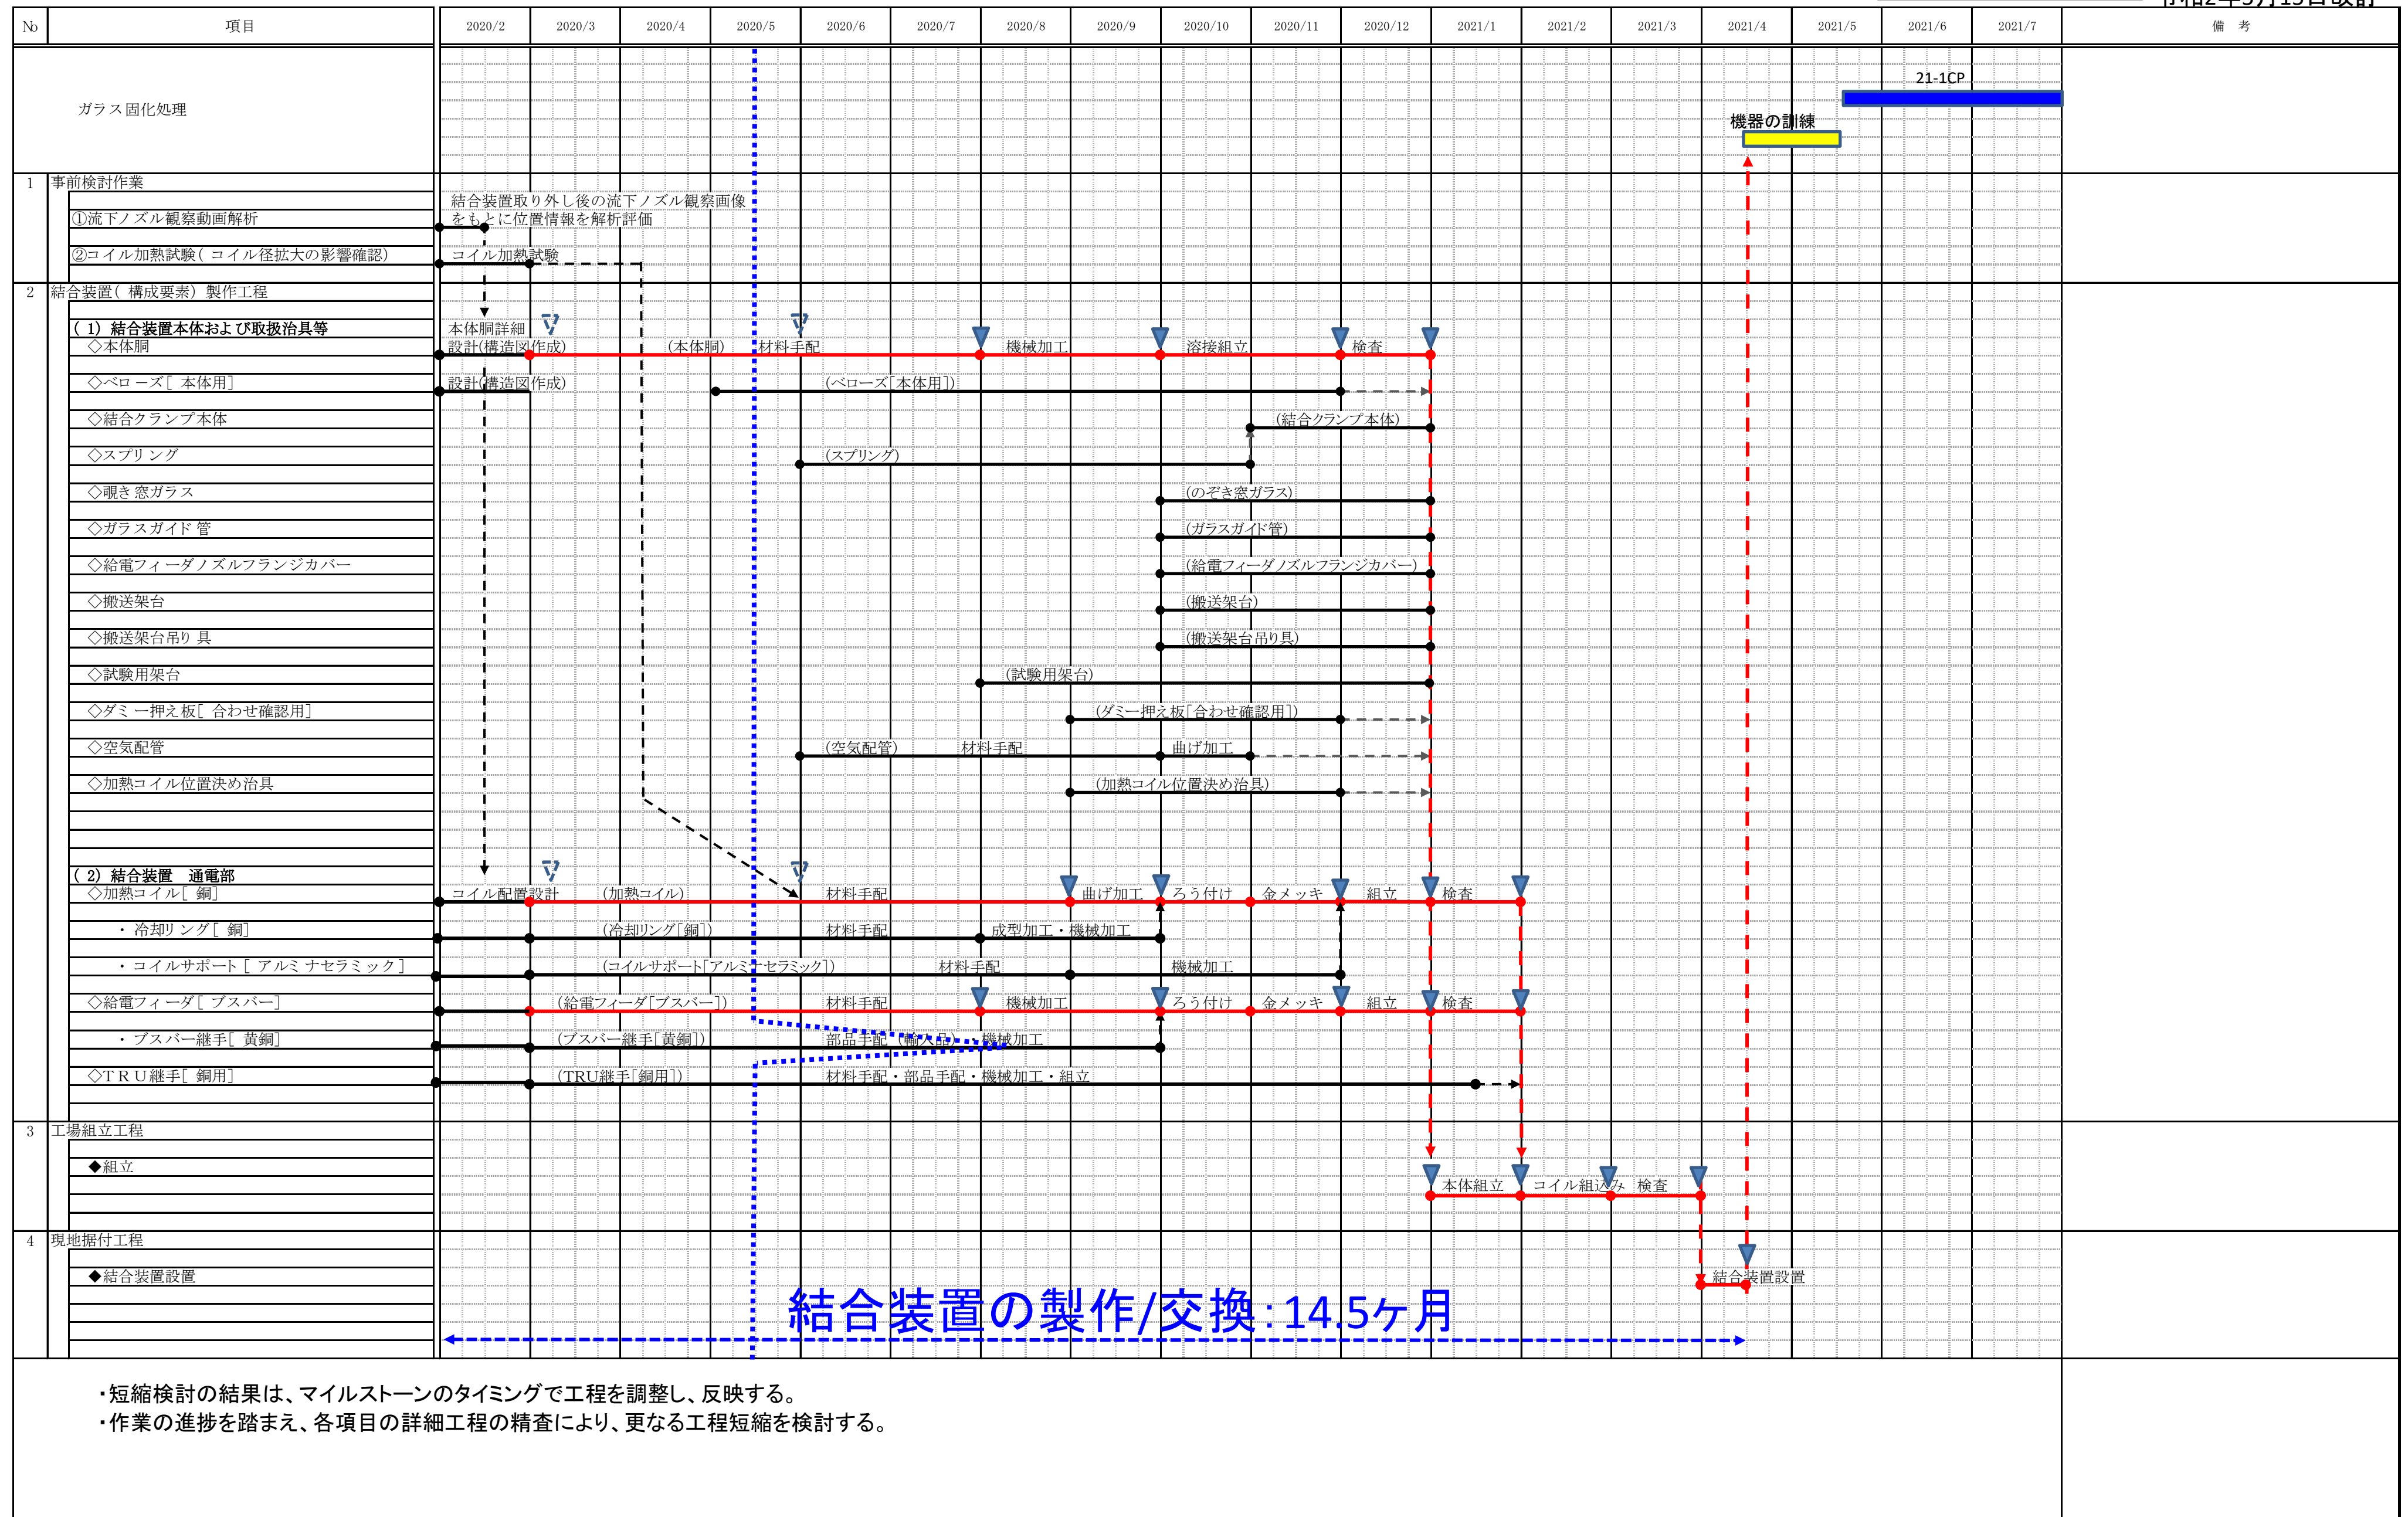 令和2年5月15日改訂
No 項目 2020/2 2020/3 2020/4 2020/5 2020/6 2020/7 2020/8 2020/9 2020/10 2020/11 2020/12 2021/1 2021/2 2021/3 2021/4 2021/5 2021/6 2021/7 備 考
21-1CP
ガラス固化処理
機器の訓練
1 事前検討作業
結合装置取り外し後の流下ノズル観察画像
①流下ノズル観察動画解析 をもとに位置情報を解析評価
②コイル加熱試験(コイル径拡大の影響確認) コイル加熱試験
2 結合装置(構成要素)製作工程
(1)結合装置本体および取扱治具等 本体胴詳細
◇本体胴 設計(構造図作成) (本体胴) 材料手配 機械加工 溶接組立 検査
◇ベローズ[本体用] 設計(構造図作成) (ベローズ[本体用])
◇結合クランプ本体 (結合クランプ本体)
◇スプリング (スプリング)
◇覗き窓ガラス (のぞき窓ガラス)
◇ガラスガイド管 (ガラスガイド管)
◇給電フィーダノズルフランジカバー (給電フィーダノズルフランジカバー)
◇搬送架台 (搬送架台)
◇搬送架台吊り具 (搬送架台吊り具)
◇試験用架台 (試験用架台)
◇ダミー押え板[合わせ確認用] (ダミー押え板[合わせ確認用])
◇空気配管 (空気配管) 材料手配 曲げ加工
◇加熱コイル位置決め治具 (加熱コイル位置決め治具)
(2)結合装置 通電部
◇加熱コイル[銅] コイル配置設計 (加熱コイル) 材料手配 曲げ加工 ろう付け 金メッキ 組立 検査
・冷却リング[銅] (冷却リング[銅]) 材料手配 成型加工・機械加工
・コイルサポート[アルミナセラミック] (コイルサポート[アルミナセラミック]) 材料手配 機械加工
◇給電フィーダ[ブスバー] (給電フィーダ[ブスバー]) 材料手配 機械加工 ろう付け 金メッキ 組立 検査
・ブスバー継手[黄銅] (ブスバー継手[黄銅]) 部品手配(輸入品) 機械加工
◇TRU継手[銅用] (TRU継手[銅用]) 材料手配・部品手配・機械加工・組立
3 工場組立工程
◆組立 本体組立 コイル組込み 検査
4 現地据付工程
◆結合装置設置 結合装置設置
結合装置の製作/交換:14.5ヶ月
・短縮検討の結果は、マイルストーンのタイミングで工程を調整し、反映する。
・作業の進捗を踏まえ、各項目の詳細工程の精査により、更なる工程短縮を検討する。